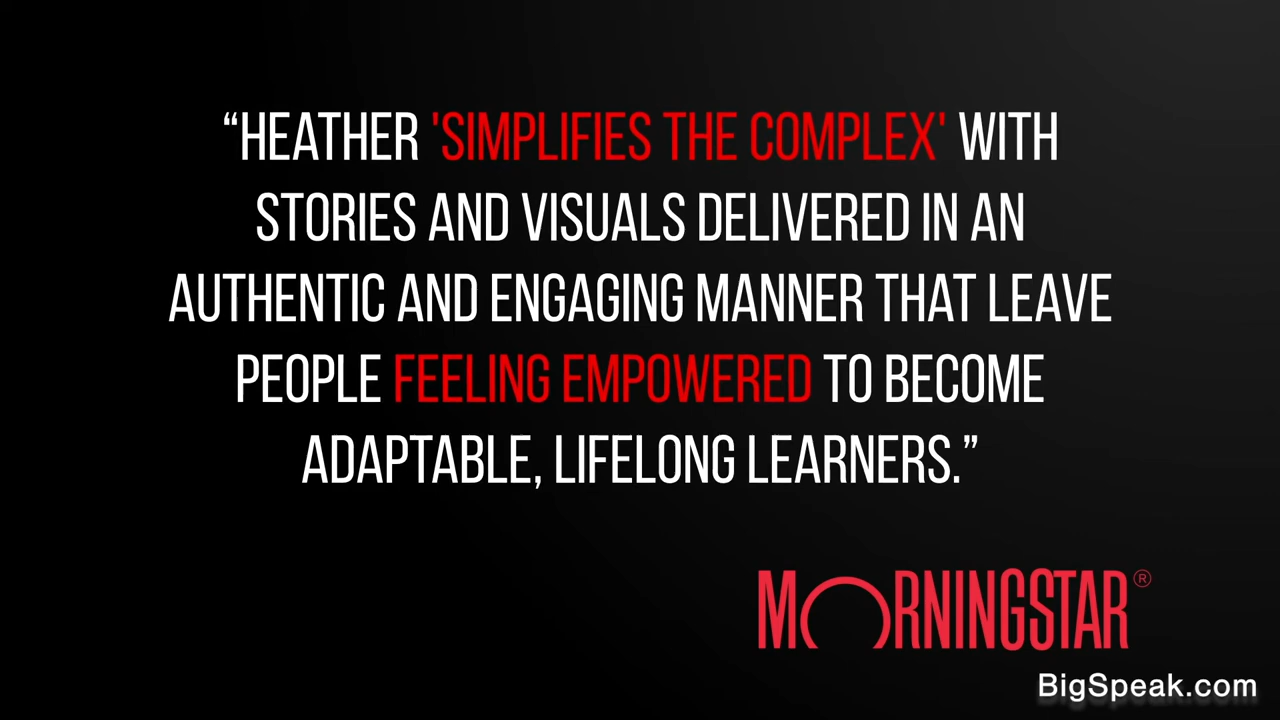 “HEATHER 'SIMPLIFIES THE COMPLEX' WITH
STORIES AND VISUALS DELIVERED IN AN
AUTHENTIC AND ENGAGING MANNER THAT LEAVE
PEOPLE FEELING EMPOWERED TO BECOME
ADAPTABLE, LIFELONG LEARNERS.”
MORNINGSTAR®
BigSpeak.com